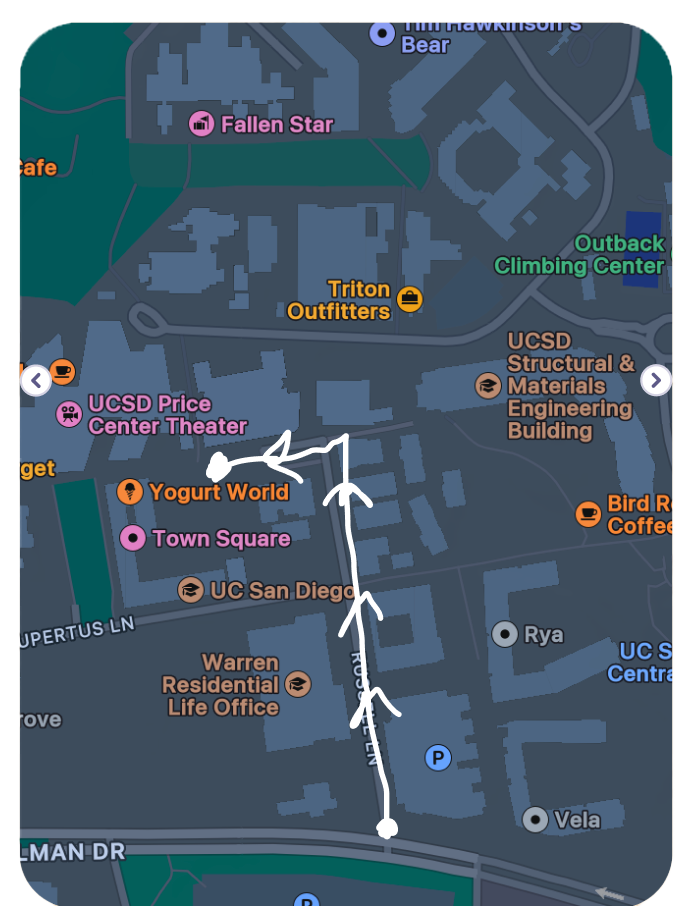 Tim Hawkinson's
Bear
Fallen Star
Cafe
Outback
Climbing Center
Triton
Outfitters
UCSD
Structural &
Materials
Engineering
Building
UCSD Price
Center Theater
get
Yogurt World
Bird R
Coffee
Town Square
UC San Diego
UPERTUS LN
Rya
UC S
Centra
Warren
Residential
Life Office
rove
P
Vela
LMAN DR
P